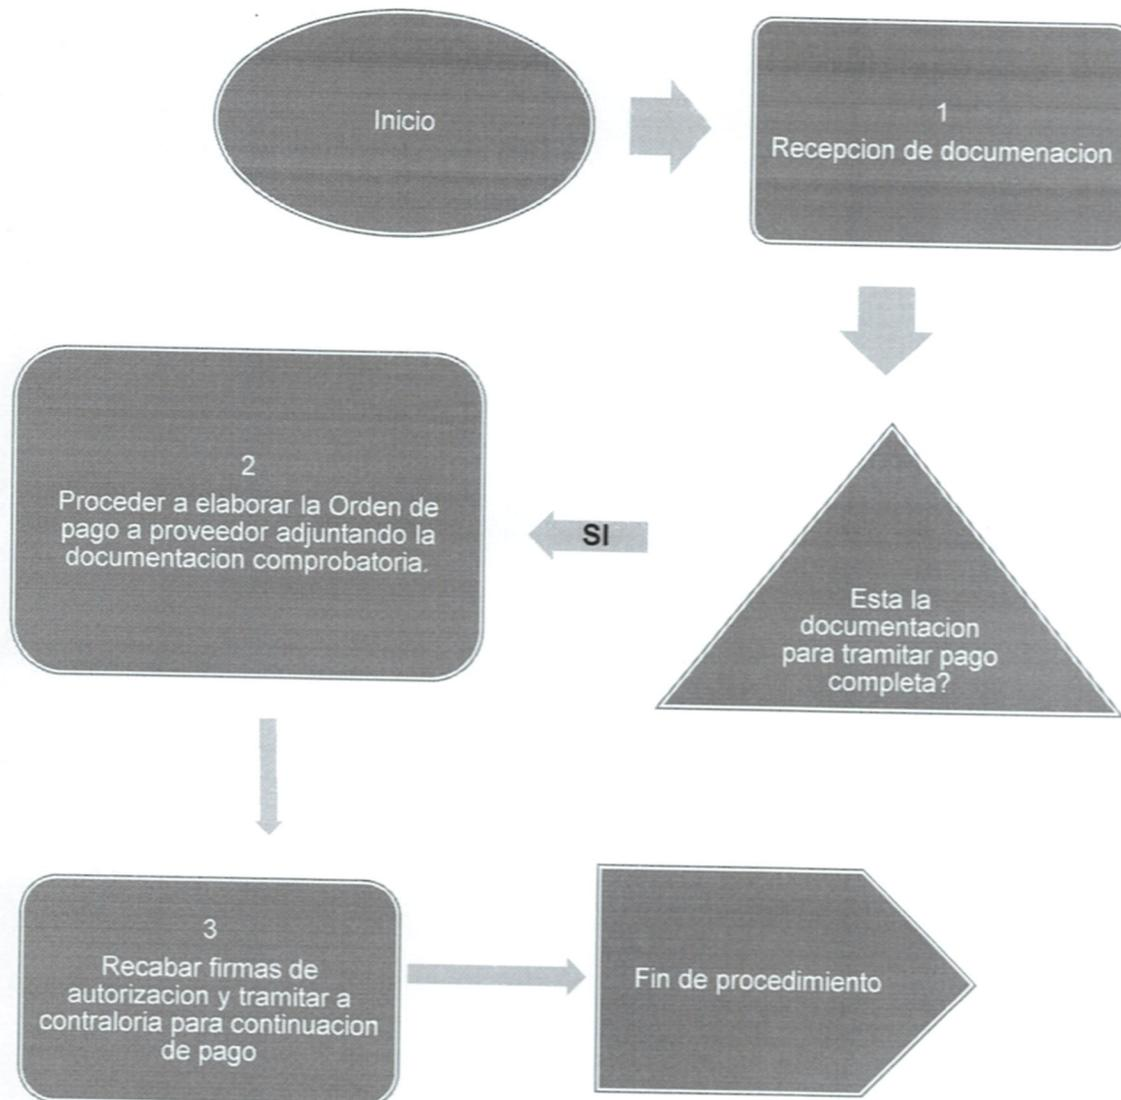 Inicio
1
Recepcion de documenacion
Esta la
documentacion
para tramitar pago
completa?
SI
2
Proceder a elaborar la Orden de
pago a proveedor adjuntando la
documentacion comprobatoria.
3
Recabar firmas de
autorizacion y tramitar a
contraloria para continuacion
de pago
Fin de procedimiento